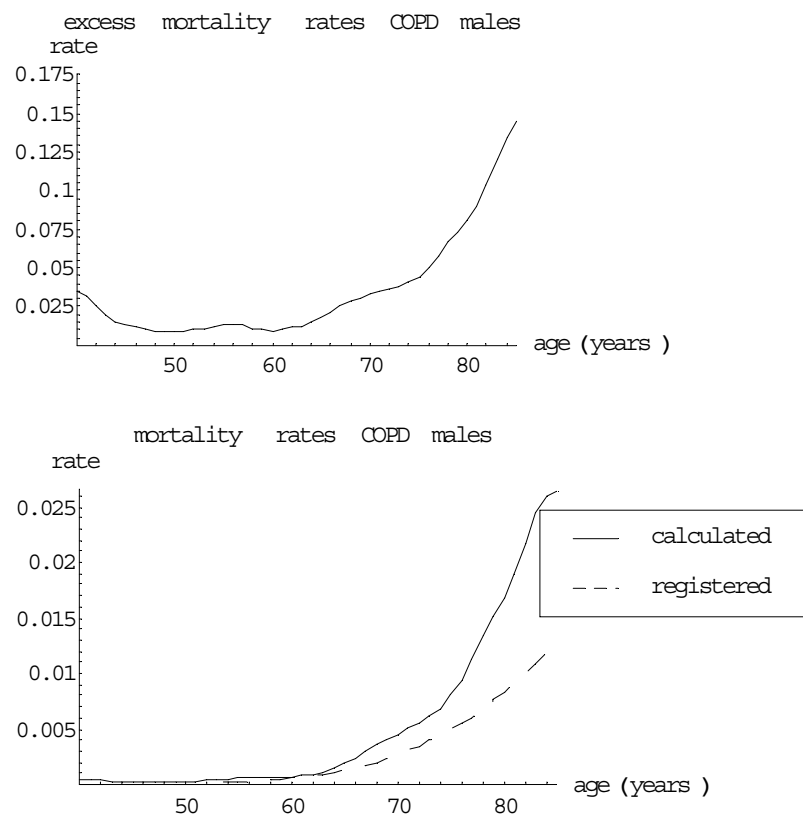 excess mortality rates COPD males
rate
0.175
0.15
0.125
0.1
0.075
0.05
0.025
50 60 70 80
age (years )
mortality rates COPD males
rate
0.025
0.02
0.015
0.01
0.005
50 60 70 80
age (years )
calculated
registered